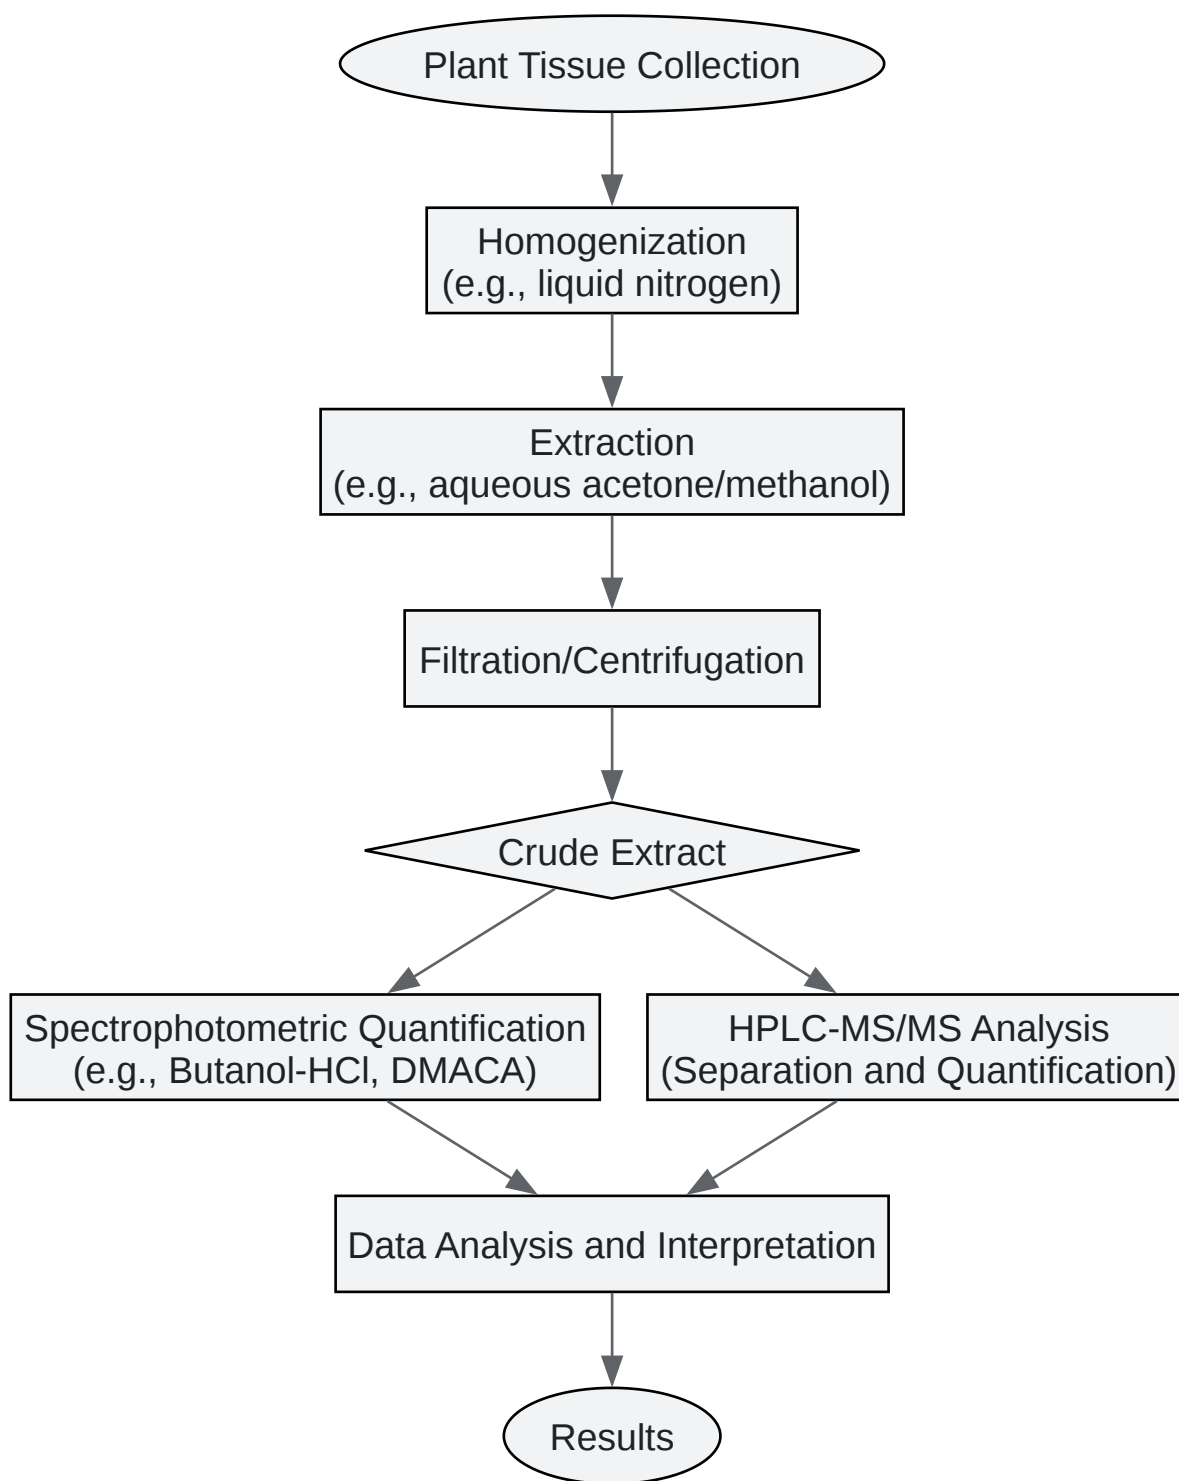 Plant Tissue Collection
Homogenization
(e.g., liquid nitrogen)
Extraction
(e.g., aqueous acetone/methanol)
Filtration/Centrifugation
Crude Extract
Spectrophotometric Quantification
(e.g., Butanol-HCl, DMACA)
HPLC-MS/MS Analysis
(Separation and Quantification)
Data Analysis and Interpretation
Results